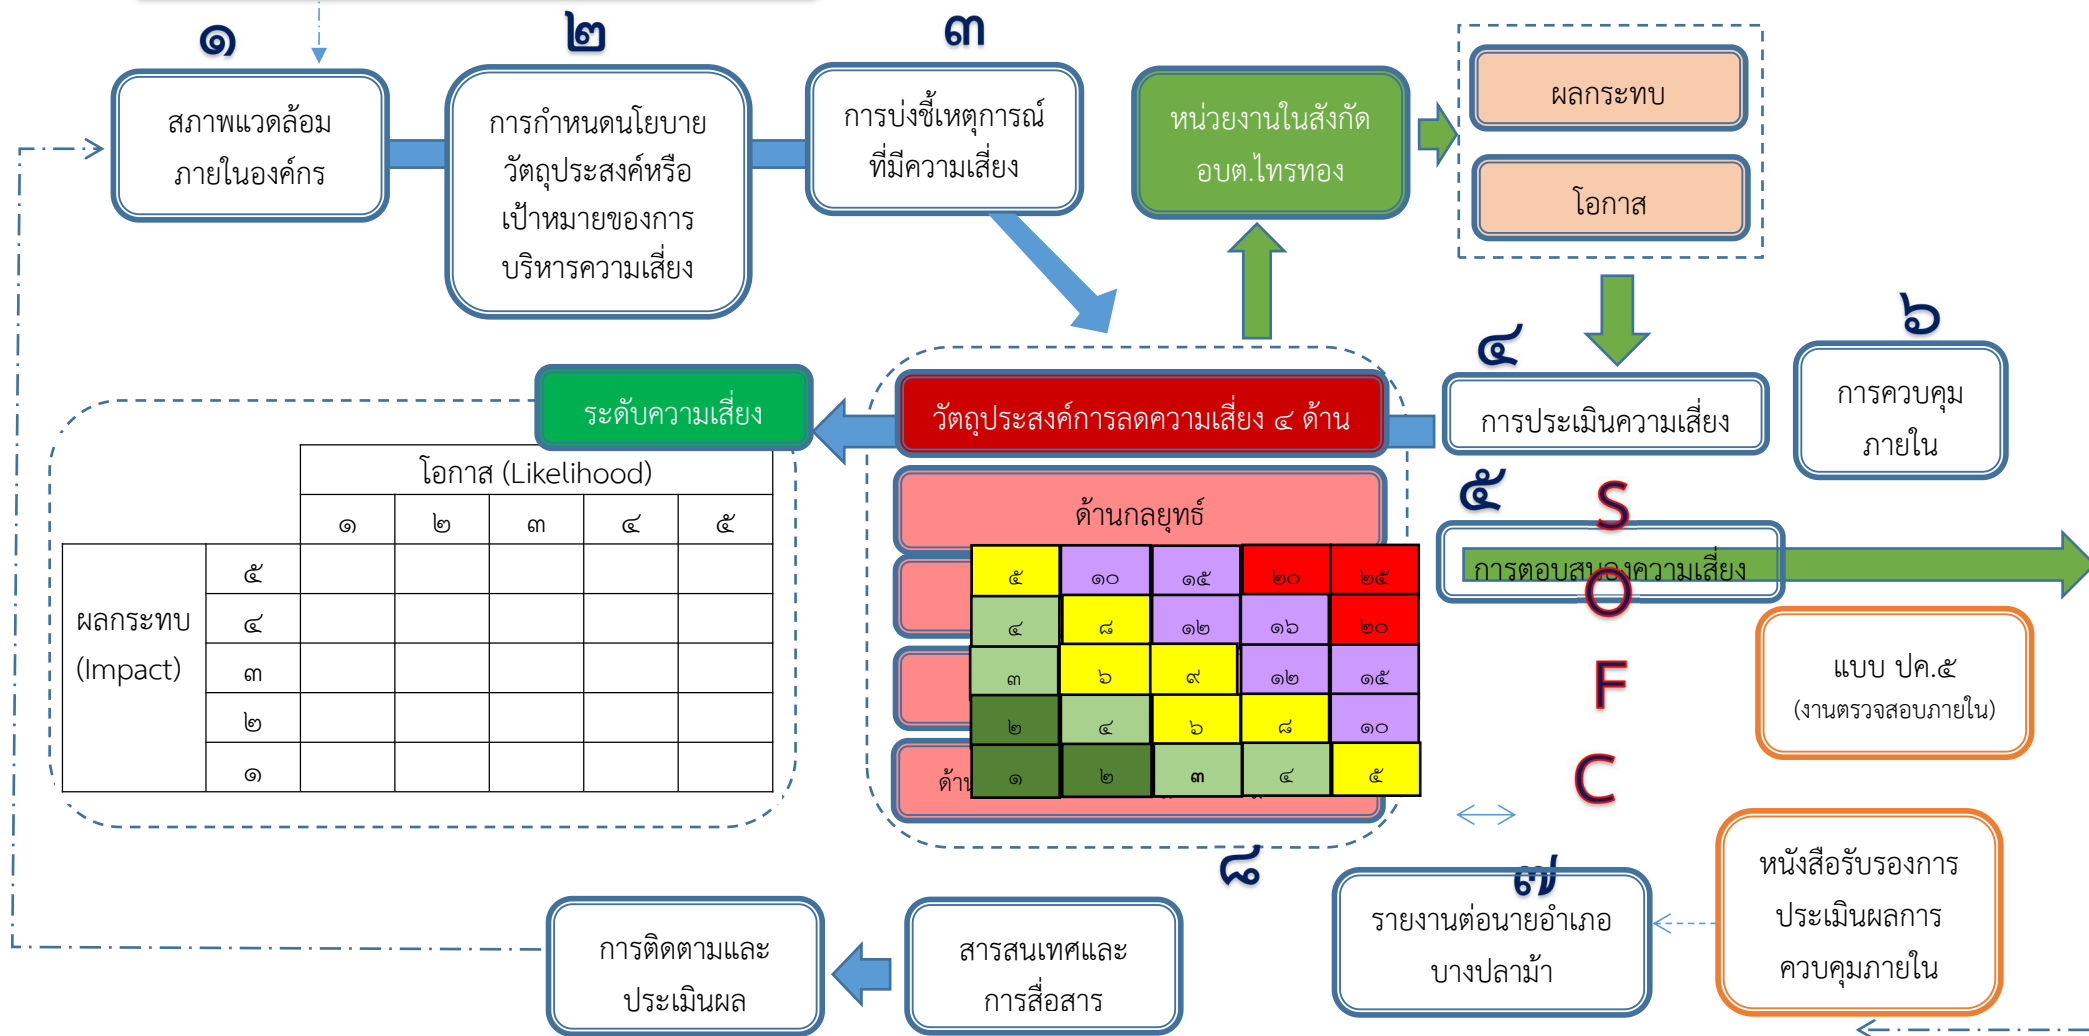 ๑
๒
๓
สภาพแวดล้อม
ภายในองค์กร
การกำหนดนโยบาย
วัตถุประสงค์หรือ
เป้าหมายของการ
บริหารความเสี่ยง
การบ่งชี้เหตุการณ์
ที่มีความเสี่ยง
หน่วยงานในสังกัด
อบต.ไทรทอง
ผลกระทบ
โอกาส
๔
๖
ระดับความเสี่ยง
วัตถุประสงค์การลดความเสี่ยง ๔ ด้าน
การประเมินความเสี่ยง
การควบคุม
ภายใน
โอกาส (Likelihood)
๑ ๒ ๓ ๔ ๕
ผลกระทบ
(Impact)
๕
๔
๓
๒
๑
ด้านกลยุทธ์
๕ ๑๐ ๑๕ ๒๐ ๒๕
๔ ๘ ๑๒ ๑๖ ๒๐
๓ ๖ ๙ ๑๒ ๑๕
๒ ๔ ๖ ๘ ๑๐
๑ ๒ ๓ ๔ ๕
ด้าน
๕
การตอบสนองความเสี่ยง
S
O
F
C
แบบ ปค.๕
(งานตรวจสอบภายใน)
๘
๗
การติดตามและ
ประเมินผล
สารสนเทศและ
การสื่อสาร
รายงานต่อนายอำเภอ
บางปลาม้า
หนังสือรับรองการ
ประเมินผลการ
ควบคุมภายใน